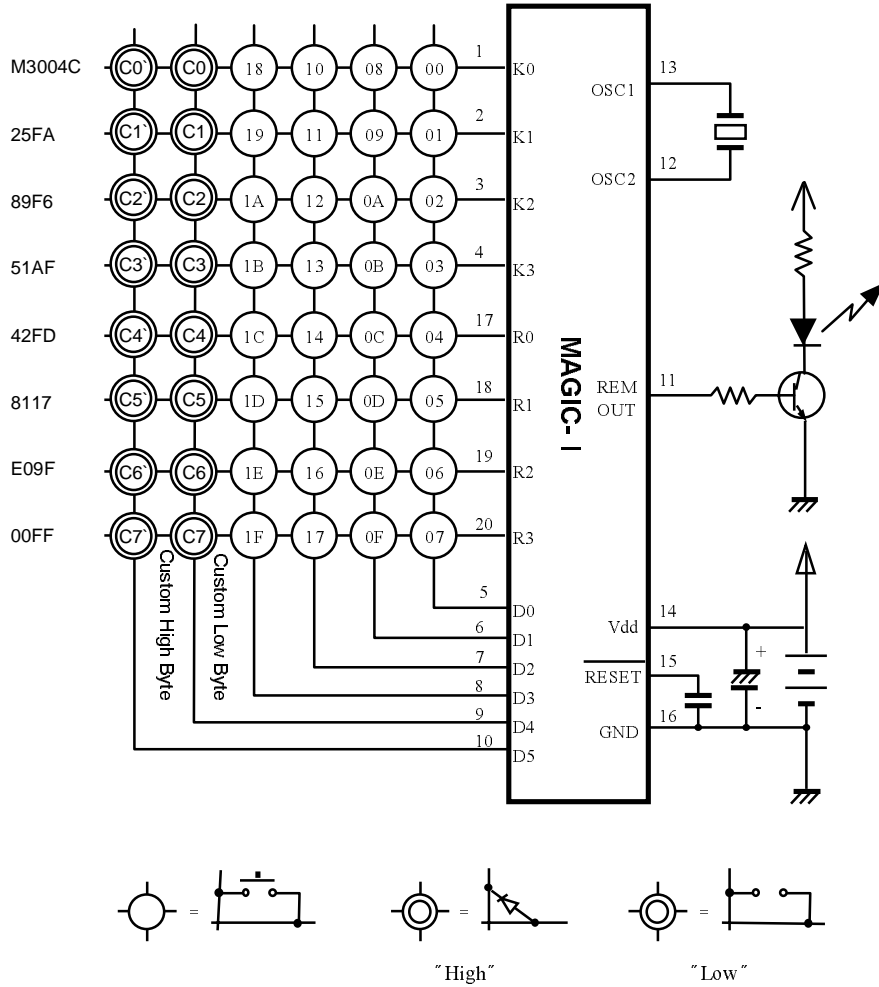 M3004C C0` C0 18 10 08 00 1 K0
25FA C1` C1 19 11 09 01 2 K1
89F6 C2` C2 1A 12 0A 02 3 K2
51AF C3` C3 1B 13 0B 03 4 K3
42FD C4` C4 1C 14 0C 04 17 R0
8117 C5` C5 1D 15 0D 05 18 R1
E09F C6` C6 1E 16 0E 06 19 R2
00FF C7` C7 1F 17 0F 07 20 R3
Custom High Byte
Custom Low Byte
5 D0
6 D1
7 D2
8 D3
9 D4
10 D5
MAGIC- I
OSC1 13
OSC2 12
REM 11
OUT
Vdd 14
RESET 15
GND 16
+
-
=
=
=
"High"
"Low"